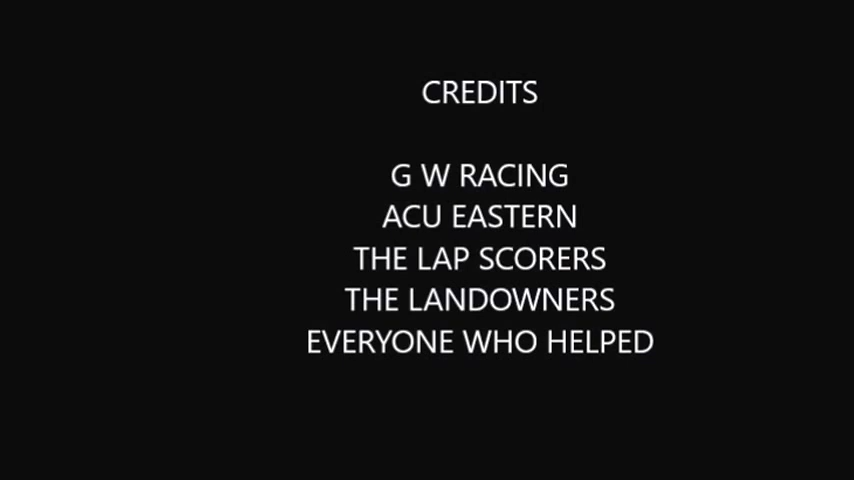 CREDITS
G W RACING
ACU EASTERN
THE LAP SCORERS
THE LANDOWNERS
EVERYONE WHO HELPED